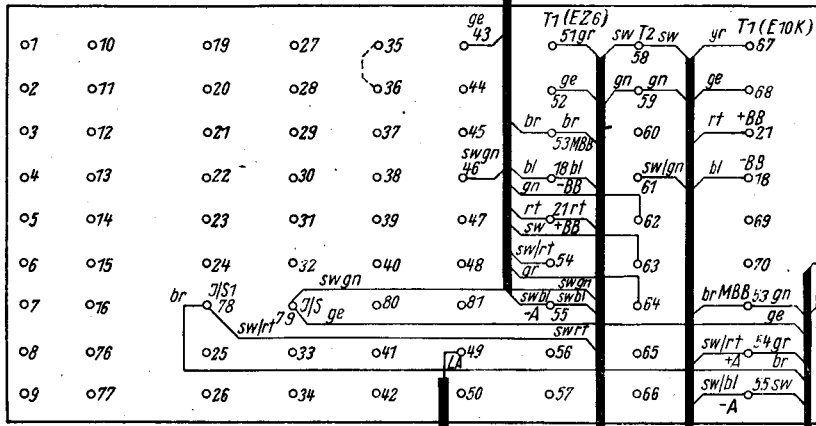 ge T1 (EZ6) T1 (E10K)
o1 o10 o19 o27 o35 43 51 gr sw T2 sw 58 yr 67
o2 o11 o20 o28 o36 o44 ge 52 gn gn 59 ge 68
o3 o12 o21 o29 o37 o45 br br 53 MBB o60 rt +BB 21
o4 o13 o22 o30 o38 swgn 46 bl 18 bl -BB sw/gn 61 bl -BB 18
gn
o5 o14 o23 o31 o39 o47 rt 21 rt +BB o62 o69
sw
o6 o15 o24 o32 o40 o48 sw/rt 54 o63 o70
gr
swgn swgn
o7 o16 br J/S1 78 J/S 79 o80 o81 swbl swbl -A 55 o64 br MBB 53 gn
sw/rt ge swrt ge
o8 o76 o25 o33 o41 o49 LA o56 o65 sw/rt +A 54 gr br
o9 o77 o26 o34 o42 o50 o57 o66 sw/bl -A 55 sw